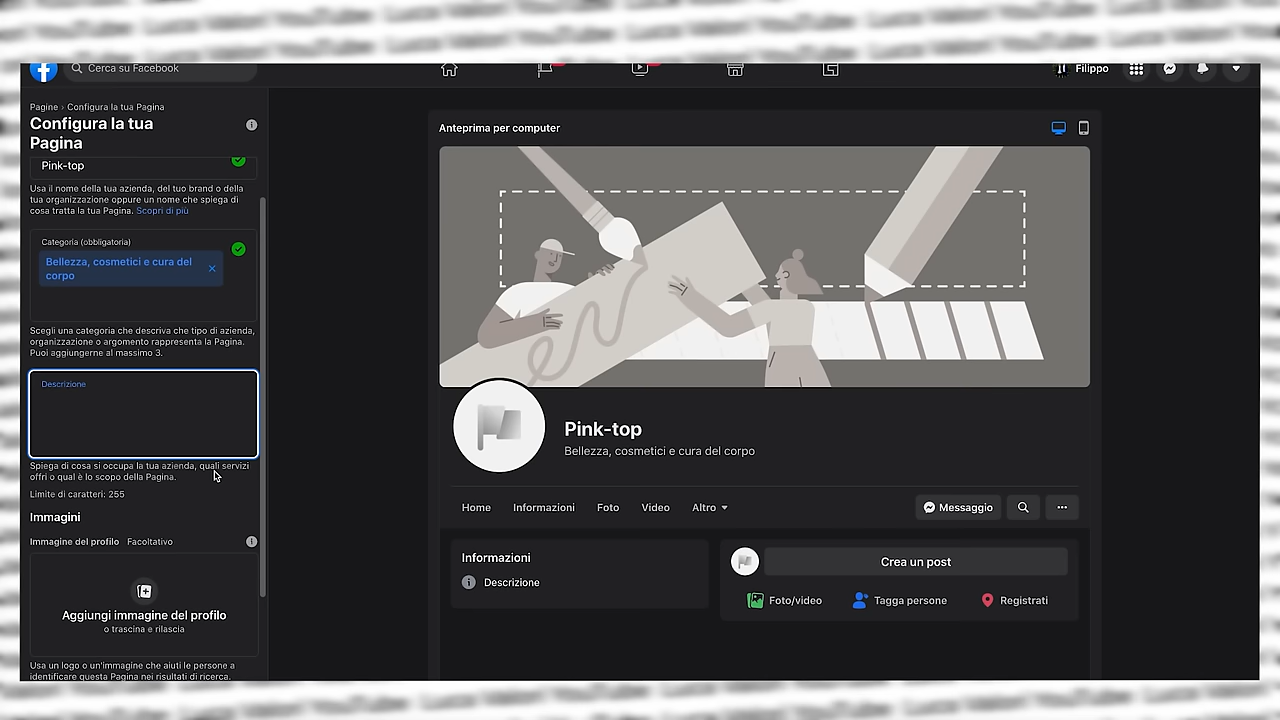 Cerca su Facebook
Filippo
Pagine › Configura la tua Pagina
Configura la tua
Pagina
Pink-top
Usa il nome della tua azienda, del tuo brand o della
tua organizzazione oppure un nome che spiega di
cosa tratta la tua Pagina. Scopri di più
Categoria (obbligatoria)
Bellezza, cosmetici e cura del
corpo
Scegli una categoria che descriva che tipo di azienda,
organizzazione o argomento rappresenta la Pagina.
Puoi aggiungerne al massimo 3.
Descrizione
Spiega di cosa si occupa la tua azienda, quali servizi
offri o qual è lo scopo della Pagina.
Limite di caratteri: 255
Immagini
Immagine del profilo Facoltativo
Aggiungi immagine del profilo
o trascina e rilascia
Usa un logo o un'immagine che aiuti le persone a
identificare questa Pagina nei risultati di ricerca.
Anteprima per computer
Pink-top
Bellezza, cosmetici e cura del corpo
Home Informazioni Foto Video Altro
Messaggio
Informazioni
Descrizione
Crea un post
Foto/video
Tagga persone
Registrati